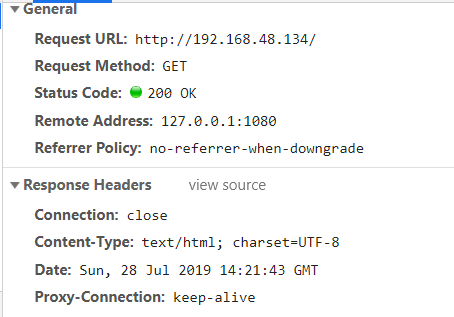 General
Request URL: http://192.168.48.134/
Request Method: GET
Status Code: 200 OK
Remote Address: 127.0.0.1:1080
Referrer Policy: no-referrer-when-downgrade
Response Headers view source
Connection: close
Content-Type: text/html; charset=UTF-8
Date: Sun, 28 Jul 2019 14:21:43 GMT
Proxy-Connection: keep-alive